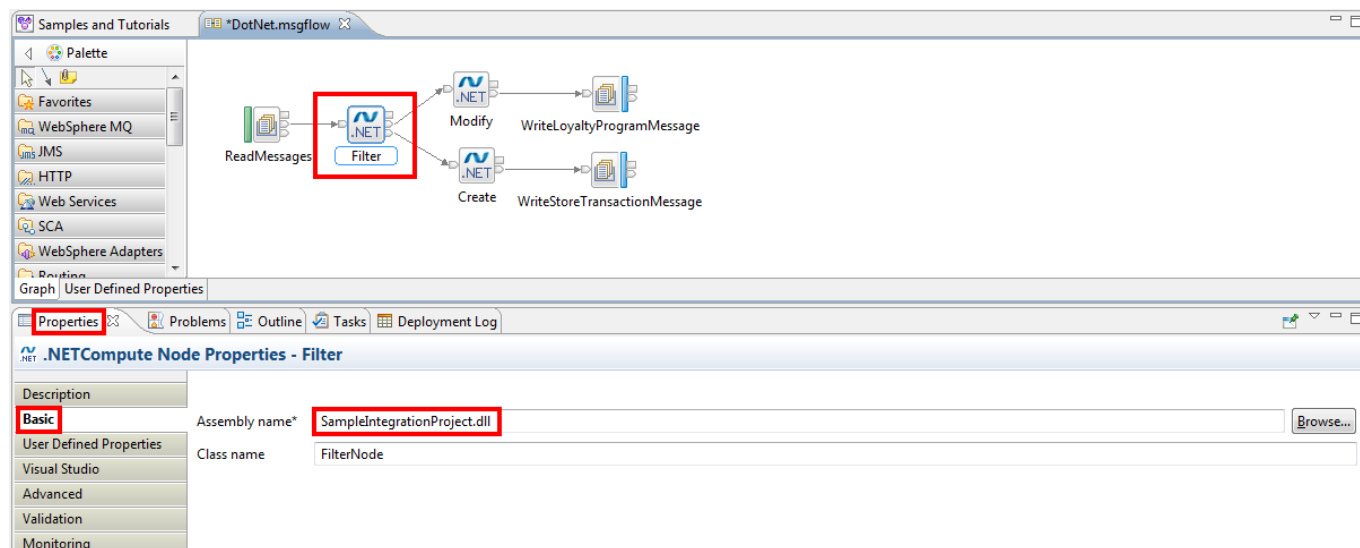 Samples and Tutorials
*DotNet.msgflow
Palette
Favorites
WebSphere MQ
JMS
HTTP
Web Services
SCA
WebSphere Adapters
Routing
ReadMessages
.NET
Filter
.NET
Modify
WriteLoyaltyProgramMessage
.NET
Create
WriteStoreTransactionMessage
Graph User Defined Properties
Properties Problems Outline Tasks Deployment Log
.NETCompute Node Properties - Filter
Description
Basic
User Defined Properties
Visual Studio
Advanced
Validation
Monitoring
Assembly name* SampleIntegrationProject.dll Browse...
Class name FilterNode